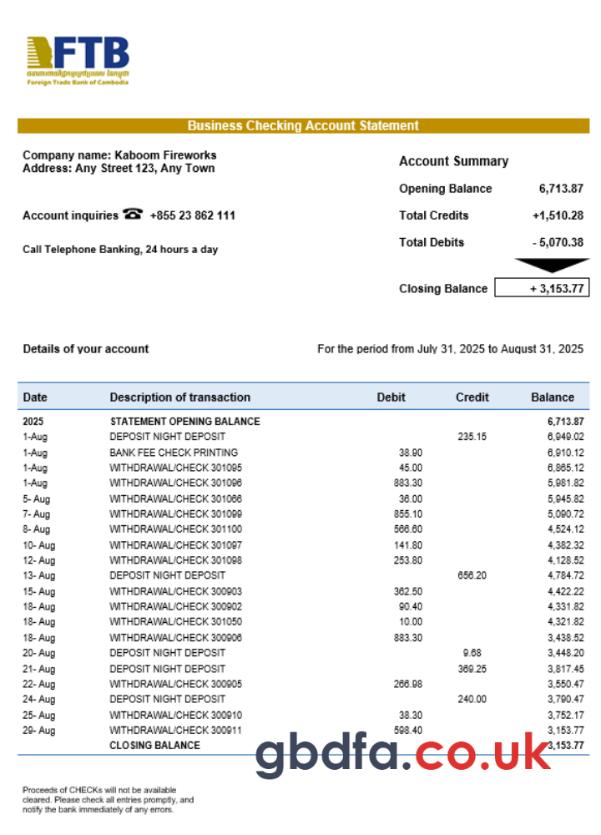 FTB
Foreign Trade Bank of Cambodia
Business Checking Account Statement
Company name: Kaboom Fireworks
Address: Any Street 123, Any Town
Account inquiries ☎ +855 23 862 111
Call Telephone Banking, 24 hours a day
Account Summary
Opening Balance 6,713.87
Total Credits +1,510.28
Total Debits - 5,070.38
Closing Balance + 3,153.77
Details of your account For the period from July 31, 2025 to August 31, 2025
Date Description of transaction Debit Credit Balance
2025 STATEMENT OPENING BALANCE 6,713.87
1-Aug DEPOSIT NIGHT DEPOSIT 235.15 6,949.02
1-Aug BANK FEE CHECK PRINTING 38.90 6,910.12
1-Aug WITHDRAWAL/CHECK 301095 45.00 6,865.12
1-Aug WITHDRAWAL/CHECK 301096 883.30 5,981.82
5- Aug WITHDRAWAL/CHECK 301066 36.00 5,945.82
7- Aug WITHDRAWAL/CHECK 301099 855.10 5,090.72
8- Aug WITHDRAWAL/CHECK 301100 566.60 4,524.12
10- Aug WITHDRAWAL/CHECK 301097 141.80 4,382.32
12- Aug WITHDRAWAL/CHECK 301098 253.80 4,128.52
13- Aug DEPOSIT NIGHT DEPOSIT 656.20 4,784.72
15- Aug WITHDRAWAL/CHECK 300903 362.50 4,422.22
18- Aug WITHDRAWAL/CHECK 300902 90.40 4,331.82
18- Aug WITHDRAWAL/CHECK 301050 10.00 4,321.82
18- Aug WITHDRAWAL/CHECK 300906 883.30 3,438.52
20- Aug DEPOSIT NIGHT DEPOSIT 9.68 3,448.20
21- Aug DEPOSIT NIGHT DEPOSIT 369.25 3,817.45
22- Aug WITHDRAWAL/CHECK 300905 266.98 3,550.47
24- Aug DEPOSIT NIGHT DEPOSIT 240.00 3,790.47
25- Aug WITHDRAWAL/CHECK 300910 38.30 3,752.17
29- Aug WITHDRAWAL/CHECK 300911 598.40 3,153.77
CLOSING BALANCE 3,153.77
gbdfa.co.uk
Proceeds of CHECKs will not be available
cleared. Please check all entries promptly, and
notify the bank immediately of any errors.